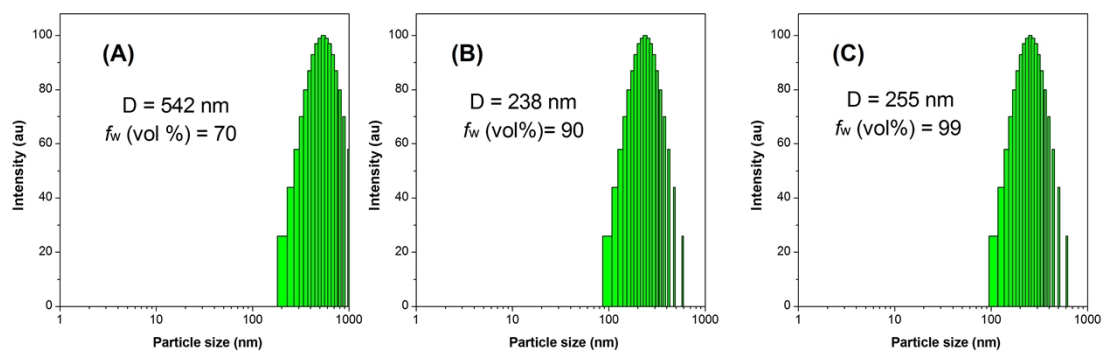 (A)
D = 542 nm
fw (vol %) = 70
Intensity (au)
0
20
40
60
80
100
1
10
100
1000
Particle size (nm)
(B)
D = 238 nm
fw (vol%)= 90
Intensity (au)
0
20
40
60
80
100
1
10
100
1000
Particle size (nm)
(C)
D = 255 nm
fw (vol%) = 99
Intensity (au)
0
20
40
60
80
100
1
10
100
1000
Particle size (nm)